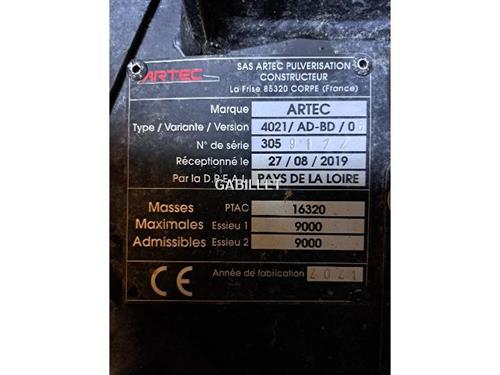 ARTEC
SAS ARTEC PULVERISATION
CONSTRUCTEUR
La Frise 85320 CORPE (France)
Marque ARTEC
Type / Variante / Version 4021/ AD-BD / 0
N° de série 305
Réceptionné le 27 / 08 / 2019
Par la D.R.E.A.L PAYS DE LA LOIRE
GABILLET
Masses PTAC 16320
Maximales Essieu 1 9000
Admissibles Essieu 2 9000
CE Année de fabrication 2021